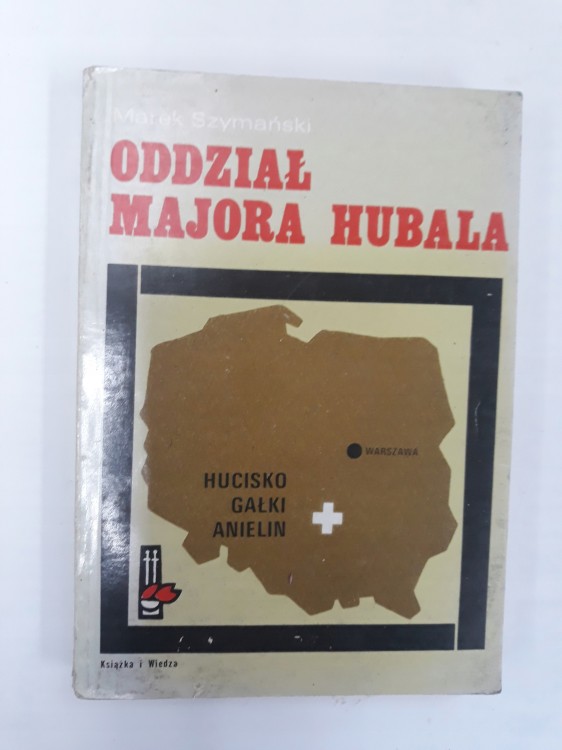 Marek Szymański
ODDZIAŁ
MAJORA HUBALA
WARSZAWA
HUCISKO
GAŁKI
ANIELIN
Książka i Wiedza